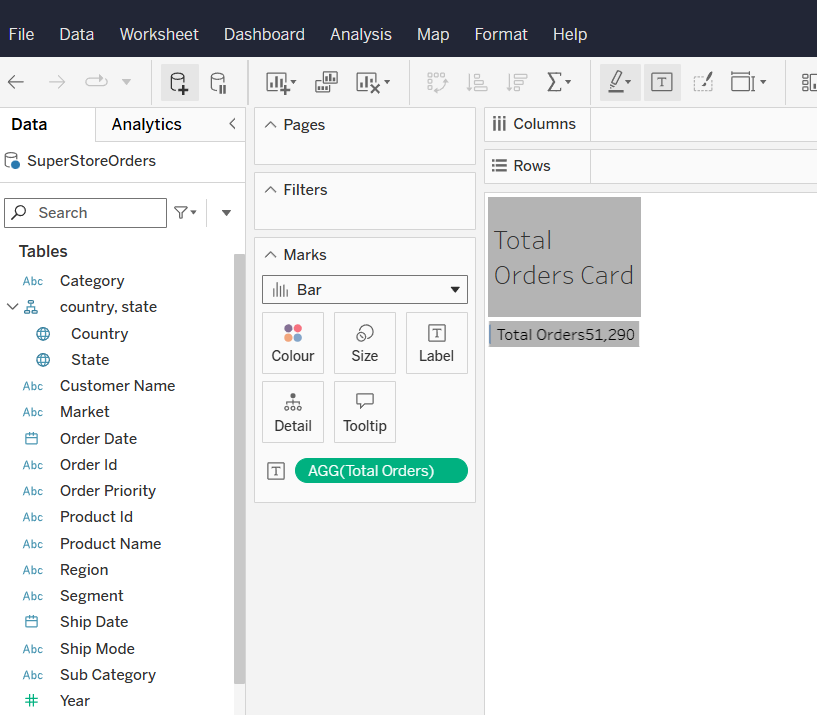 File Data Worksheet Dashboard Analysis Map Format Help
Data Analytics
SuperStoreOrders
Search
Tables
Abc Category
country, state
Country
State
Abc Customer Name
Abc Market
Order Date
Abc Order Id
Abc Order Priority
Abc Product Id
Abc Product Name
Abc Region
Abc Segment
Ship Date
Abc Ship Mode
Abc Sub Category
Year
Pages
Filters
Marks
Bar
Colour Size T Label
Detail Tooltip
T AGG(Total Orders)
Columns
Rows
Total
Orders Card
Total Orders51,290